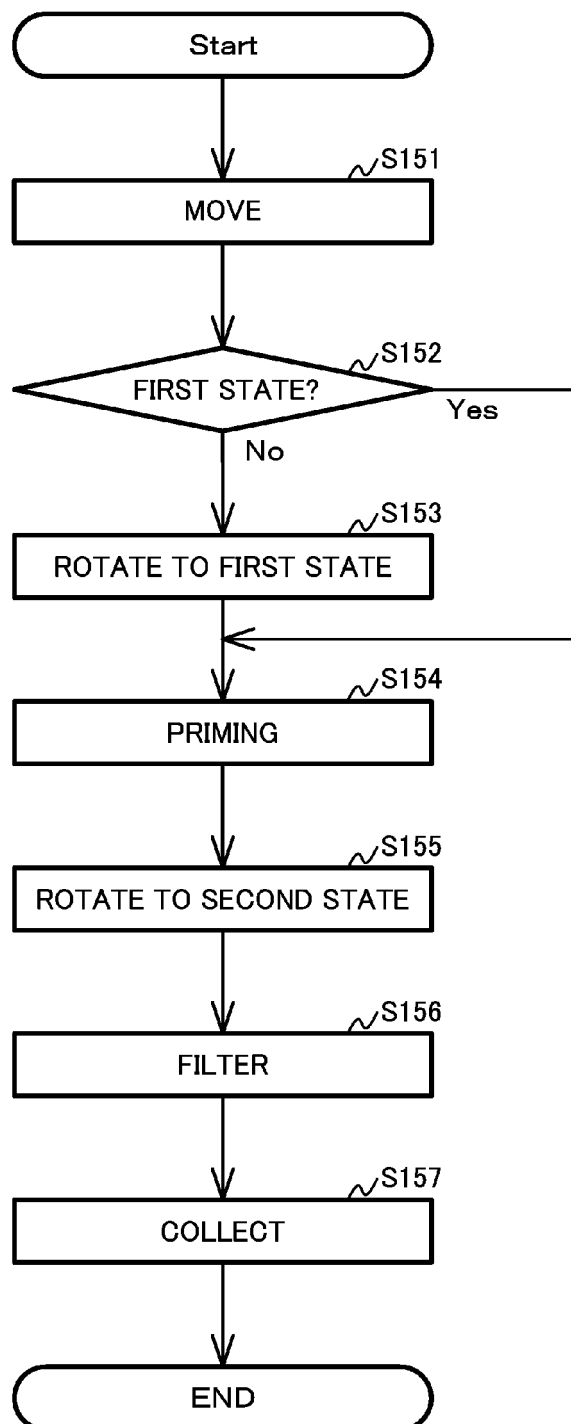 Start
S151
MOVE
S152
FIRST STATE?
Yes
No
S153
ROTATE TO FIRST STATE
S154
PRIMING
S155
ROTATE TO SECOND STATE
S156
FILTER
S157
COLLECT
END